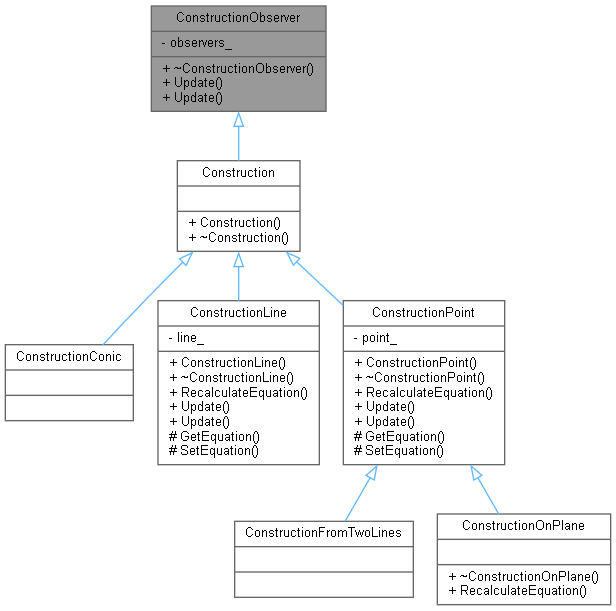 ConstructionObserver
- observers_
+ ~ConstructionObserver()
+ Update()
+ Update()
Construction
+ Construction()
+ ~Construction()
ConstructionConic
ConstructionLine
- line_
+ ConstructionLine()
+ ~ConstructionLine()
+ RecalculateEquation()
+ Update()
+ Update()
# GetEquation()
# SetEquation()
ConstructionPoint
- point_
+ ConstructionPoint()
+ ~ConstructionPoint()
+ RecalculateEquation()
+ Update()
+ Update()
# GetEquation()
# SetEquation()
ConstructionFromTwoLines
ConstructionOnPlane
+ ~ConstructionOnPlane()
+ RecalculateEquation()